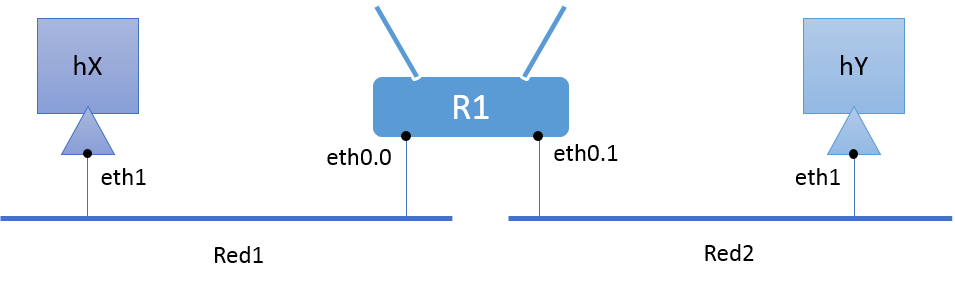 hX
R1
hY
eth0.0
eth0.1
eth1
eth1
Red1
Red2